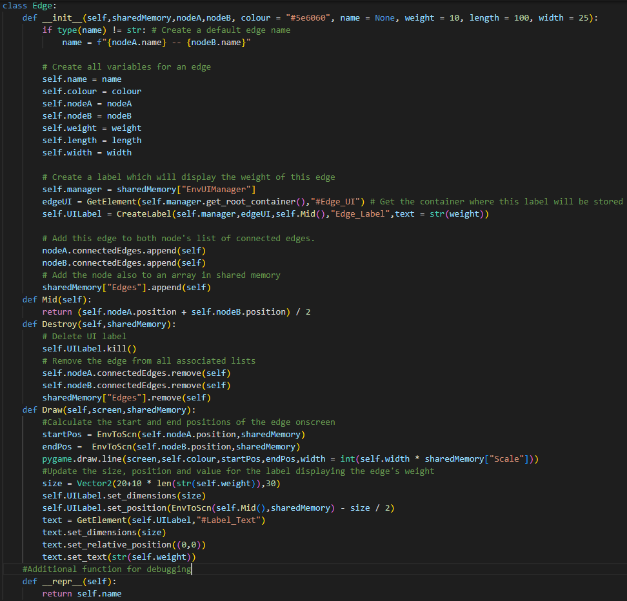 class Edge:
    def __init__(self,sharedMemory,nodeA,nodeB, colour = "#5e6060", name = None, weight = 10, length = 100, width = 25):
        if type(name) != str: # Create a default edge name
            name = f"{nodeA.name} -- {nodeB.name}"

        # Create all variables for an edge
        self.name = name
        self.colour = colour
        self.nodeA = nodeA
        self.nodeB = nodeB
        self.weight = weight
        self.length = length
        self.width = width

        # Create a label which will display the weight of this edge
        self.manager = sharedMemory["EnvUIManager"]
        edgeUI = GetElement(self.manager.get_root_container(),"#Edge_UI") # Get the container where this label will be stored
        self.UILabel = CreateLabel(self.manager,edgeUI,self.Mid(),"Edge_Label",text = str(weight))

        # Add this edge to both node's list of connected edges.
        nodeA.connectedEdges.append(self)
        nodeB.connectedEdges.append(self)
        # Add the node also to an array in shared memory
        sharedMemory["Edges"].append(self)
    def Mid(self):
        return (self.nodeA.position + self.nodeB.position) / 2
    def Destroy(self,sharedMemory):
        # Delete UI label
        self.UILabel.kill()
        # Remove the edge from all associated lists
        self.nodeA.connectedEdges.remove(self)
        self.nodeB.connectedEdges.remove(self)
        sharedMemory["Edges"].remove(self)
    def Draw(self,screen,sharedMemory):
        #Calculate the start and end positions of the edge onscreen
        startPos = EnvToScn(self.nodeA.position,sharedMemory)
        endPos =  EnvToScn(self.nodeB.position,sharedMemory)
        pygame.draw.line(screen,self.colour,startPos,endPos,width = int(self.width * sharedMemory["Scale"]))
        #Update the size, position and value for the label displaying the edge's weight
        size = Vector2(20+10 * len(str(self.weight)),30)
        self.UILabel.set_dimensions(size)
        self.UILabel.set_position(EnvToScn(self.Mid(),sharedMemory) - size / 2)
        text = GetElement(self.UILabel,"#Label_Text")
        text.set_dimensions(size)
        text.set_relative_position((0,0))
        text.set_text(str(self.weight))
    #Additional function for debugging
    def __repr__(self):
        return self.name